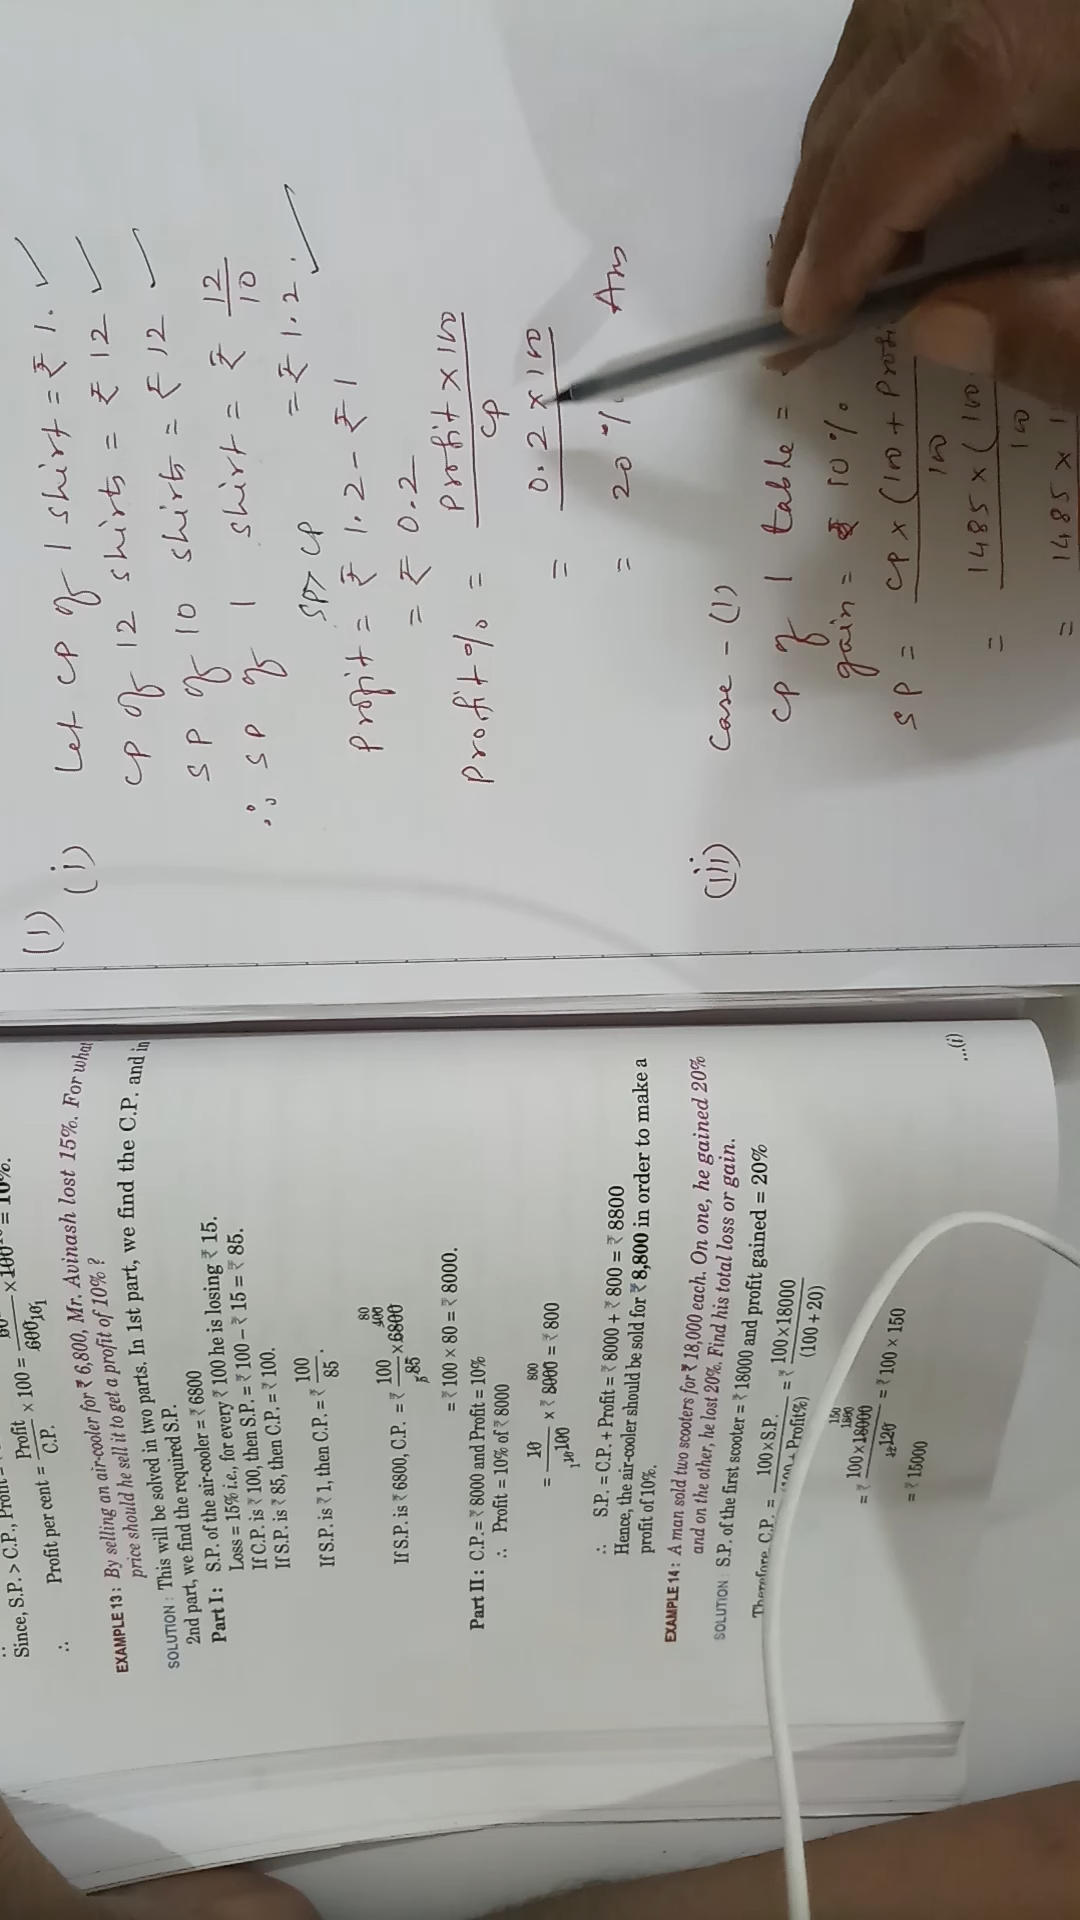 Since, S.P. > C.P.,
∴ Profit per cent = Profit/C.P. × 100 = × 100 = 10%.
EXAMPLE 13 : By selling an air-cooler for ₹ 6,800, Mr. Avinash lost 15%. For what
price should he sell it to get a profit of 10% ?
SOLUTION : This will be solved in two parts. In 1st part, we find the C.P. and in
2nd part, we find the required S.P.
Part I : S.P. of the air-cooler = ₹ 6800
Loss = 15% i.e., for every ₹ 100 he is losing ₹ 15.
If C.P. is ₹ 100, then S.P. = ₹ 100 – ₹ 15 = ₹ 85.
If S.P. is ₹ 85, then C.P. = ₹ 100.
If S.P. is ₹ 1, then C.P. = ₹ 100/85.
If S.P. is ₹ 6800, C.P. = ₹ 100/85 × 6800
= ₹ 100 × 80 = ₹ 8000.
Part II : C.P. = ₹ 8000 and Profit = 10%
∴ Profit = 10% of ₹ 8000
= 10/100 × ₹ 8000 = ₹ 800
∴ S.P. = C.P. + Profit = ₹ 8000 + ₹ 800 = ₹ 8800
Hence, the air-cooler should be sold for ₹ 8,800 in order to make a
profit of 10%.
EXAMPLE 14 : A man sold two scooters for ₹ 18,000 each. On one, he gained 20%
and on the other, he lost 20%. Find his total loss or gain.
SOLUTION : S.P. of the first scooter = ₹ 18000 and profit gained = 20%
Therefore, C.P. = 100 × S.P./(100 + Profit%) = ₹ 100 × 18000/(100 + 20)
= ₹ 100 × 18000/120 = ₹ 100 × 150
= ₹ 15000 ...(i)
(1) (i) Let CP of 1 shirt = ₹ 1.
CP of 12 shirts = ₹ 12
SP of 10 shirts = ₹ 12
∴ SP of 1 shirt = ₹ 12/10
= ₹ 1.2.
SP > CP
Profit = ₹ 1.2 - ₹ 1
= ₹ 0.2
Profit % = Profit × 100/CP
= 0.2 × 100
= 20 % Ans
(iii) Case - (1)
CP of 1 table =
gain = 10 %.
SP = CP × (100 +
100
= 1485 × (100
100
= 1485 ×